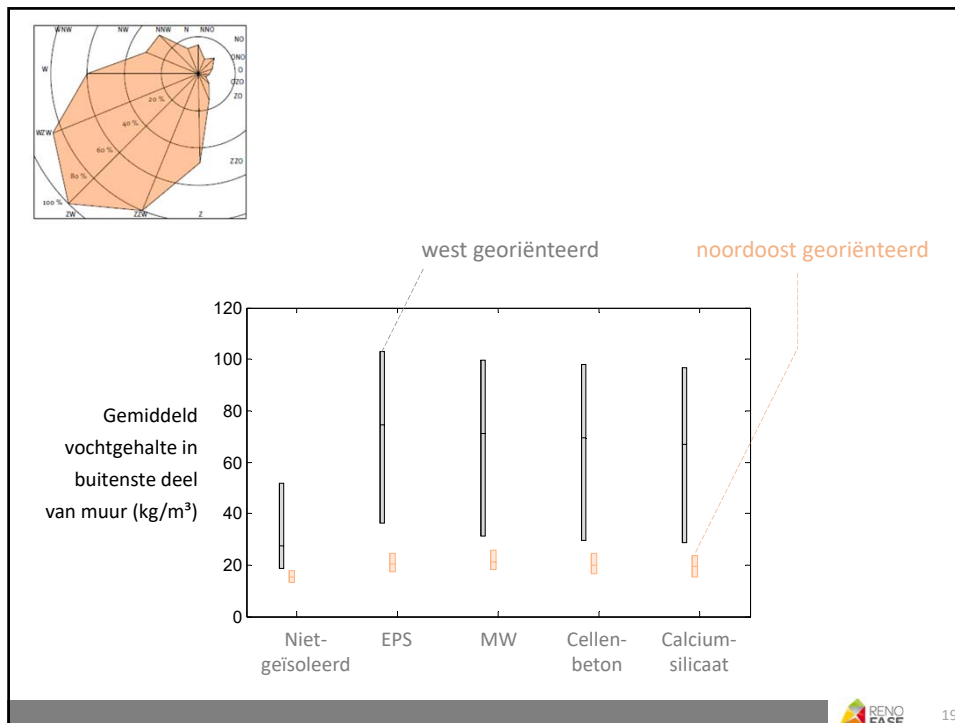 WNW
NW
NNW
N
NNO
NO
ONO
O
OZO
ZO
ZZO
Z
ZZW
ZW
WZW
W
20 %
40 %
60 %
80 %
100 %
west georiënteerd
noordoost georiënteerd
Gemiddeld
vochtgehalte in
buitenste deel
van muur (kg/m³)
120
100
80
60
40
20
0
Niet-
geïsoleerd
EPS
MW
Cellen-
beton
Calcium-
silicaat
RENO
FASE
19